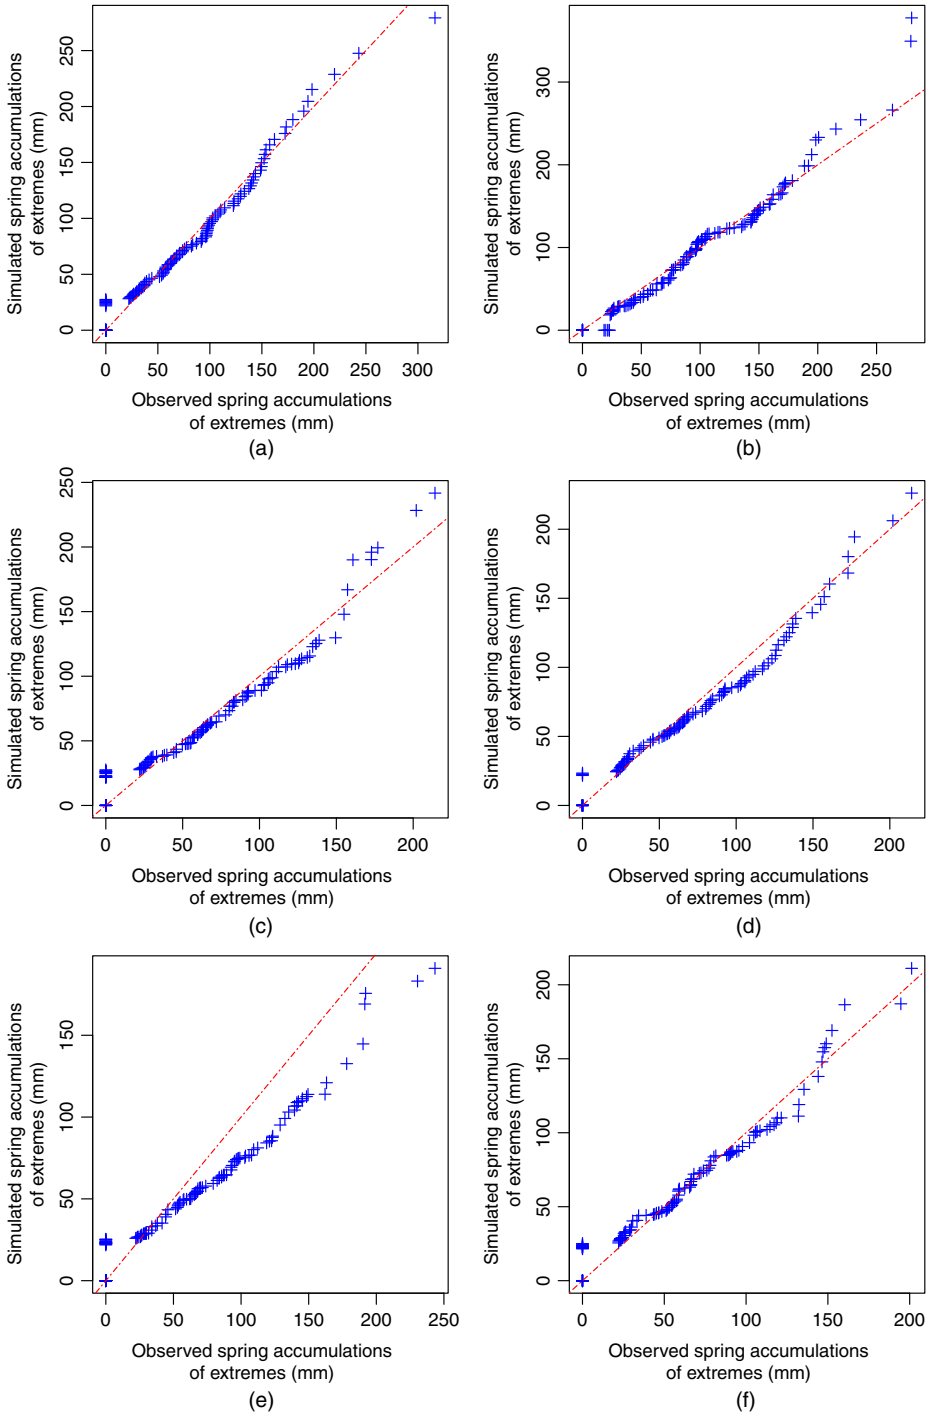 Simulated spring accumulations
of extremes (mm)
0 50 100 150 200 250
0 50 100 150 200 250 300
Observed spring accumulations
of extremes (mm)
(a)
Simulated spring accumulations
of extremes (mm)
0 100 200 300
0 50 100 150 200 250
Observed spring accumulations
of extremes (mm)
(b)
Simulated spring accumulations
of extremes (mm)
0 50 100 150 200 250
0 50 100 150 200
Observed spring accumulations
of extremes (mm)
(c)
Simulated spring accumulations
of extremes (mm)
0 50 100 150 200
0 50 100 150 200
Observed spring accumulations
of extremes (mm)
(d)
Simulated spring accumulations
of extremes (mm)
0 50 100 150
0 50 100 150 200 250
Observed spring accumulations
of extremes (mm)
(e)
Simulated spring accumulations
of extremes (mm)
0 50 100 150 200
0 50 100 150 200
Observed spring accumulations
of extremes (mm)
(f)